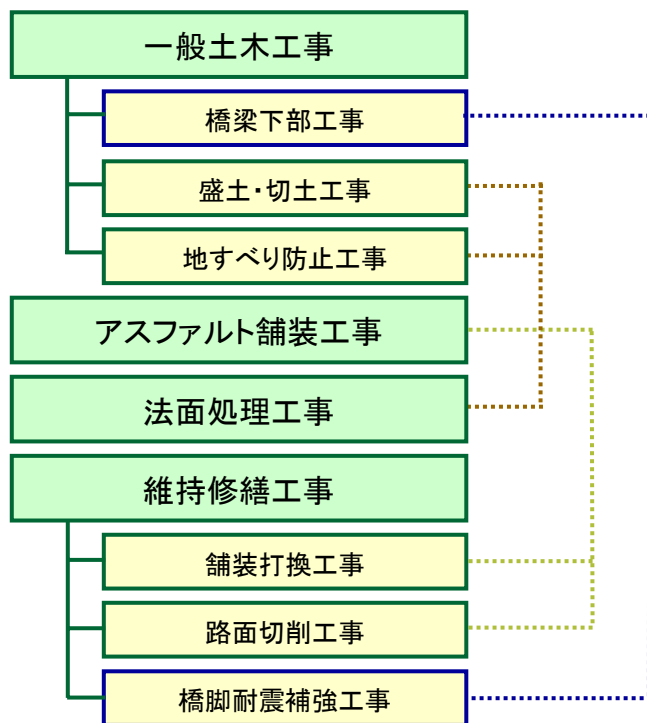 一般土木工事
橋梁下部工事
盛土・切土工事
地すべり防止工事
アスファルト舗装工事
法面処理工事
維持修繕工事
舗装打換工事
路面切削工事
橋脚耐震補強工事